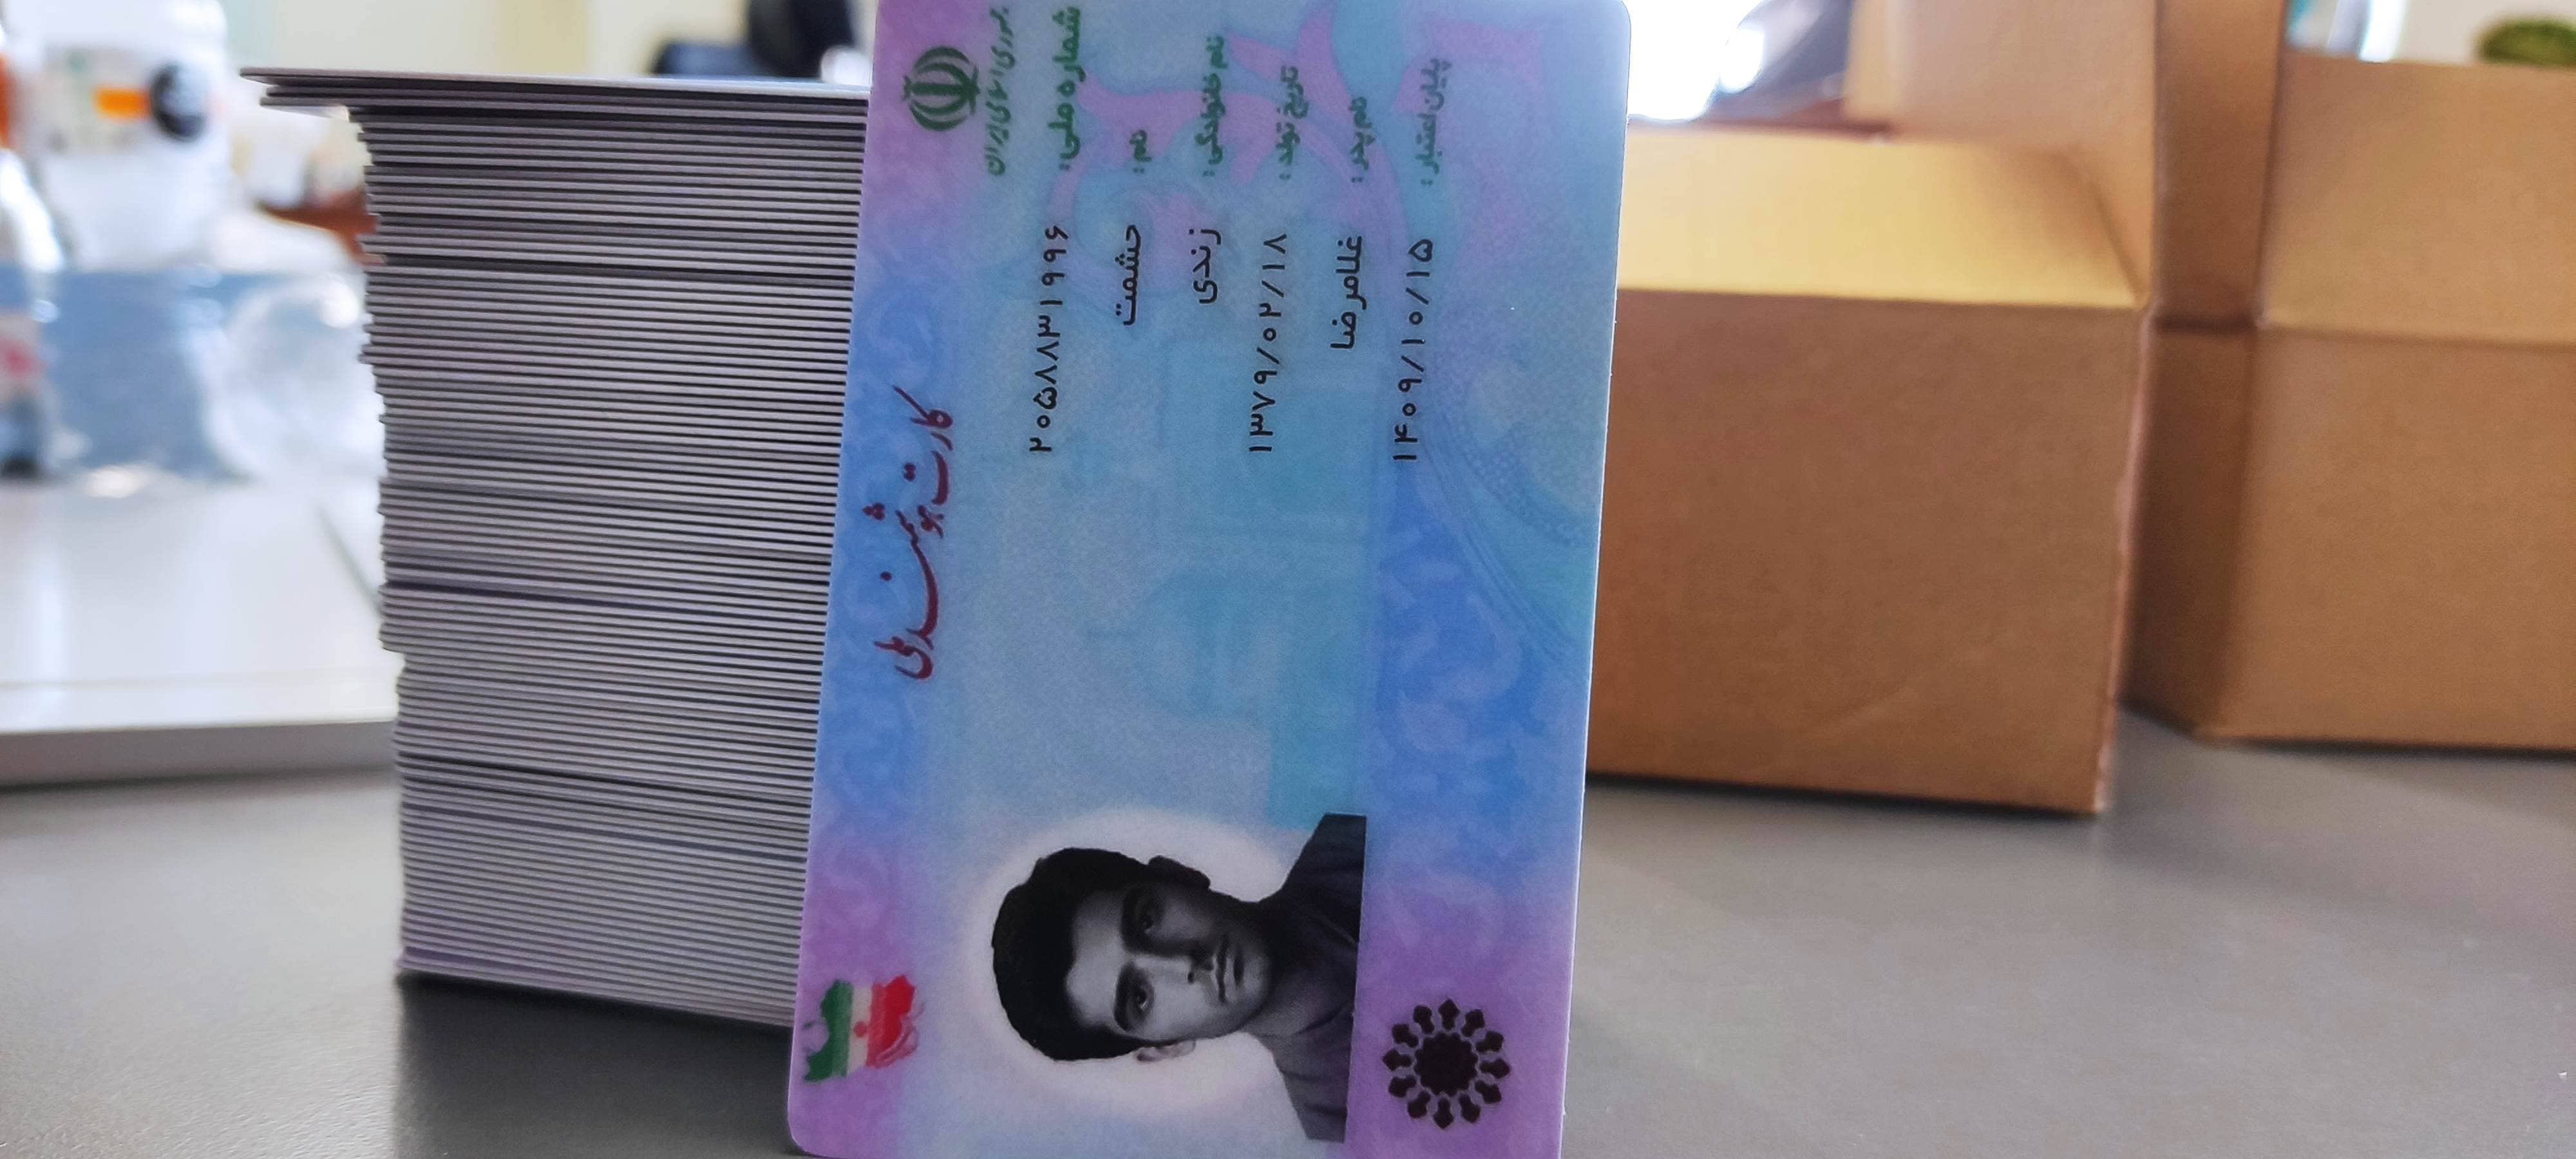 جمهوری اسلامی ایران
کارت هوشمند ملی
شماره ملی: ۲۰۵۸۸۳۱۹۹۶
نام: حشمت
نام خانوادگی: زندی
تاریخ تولد: ۱۳۷۹/۰۲/۱۸
نام پدر: غلامرضا
پایان اعتبار: ۱۴۰۹/۱۰/۱۵